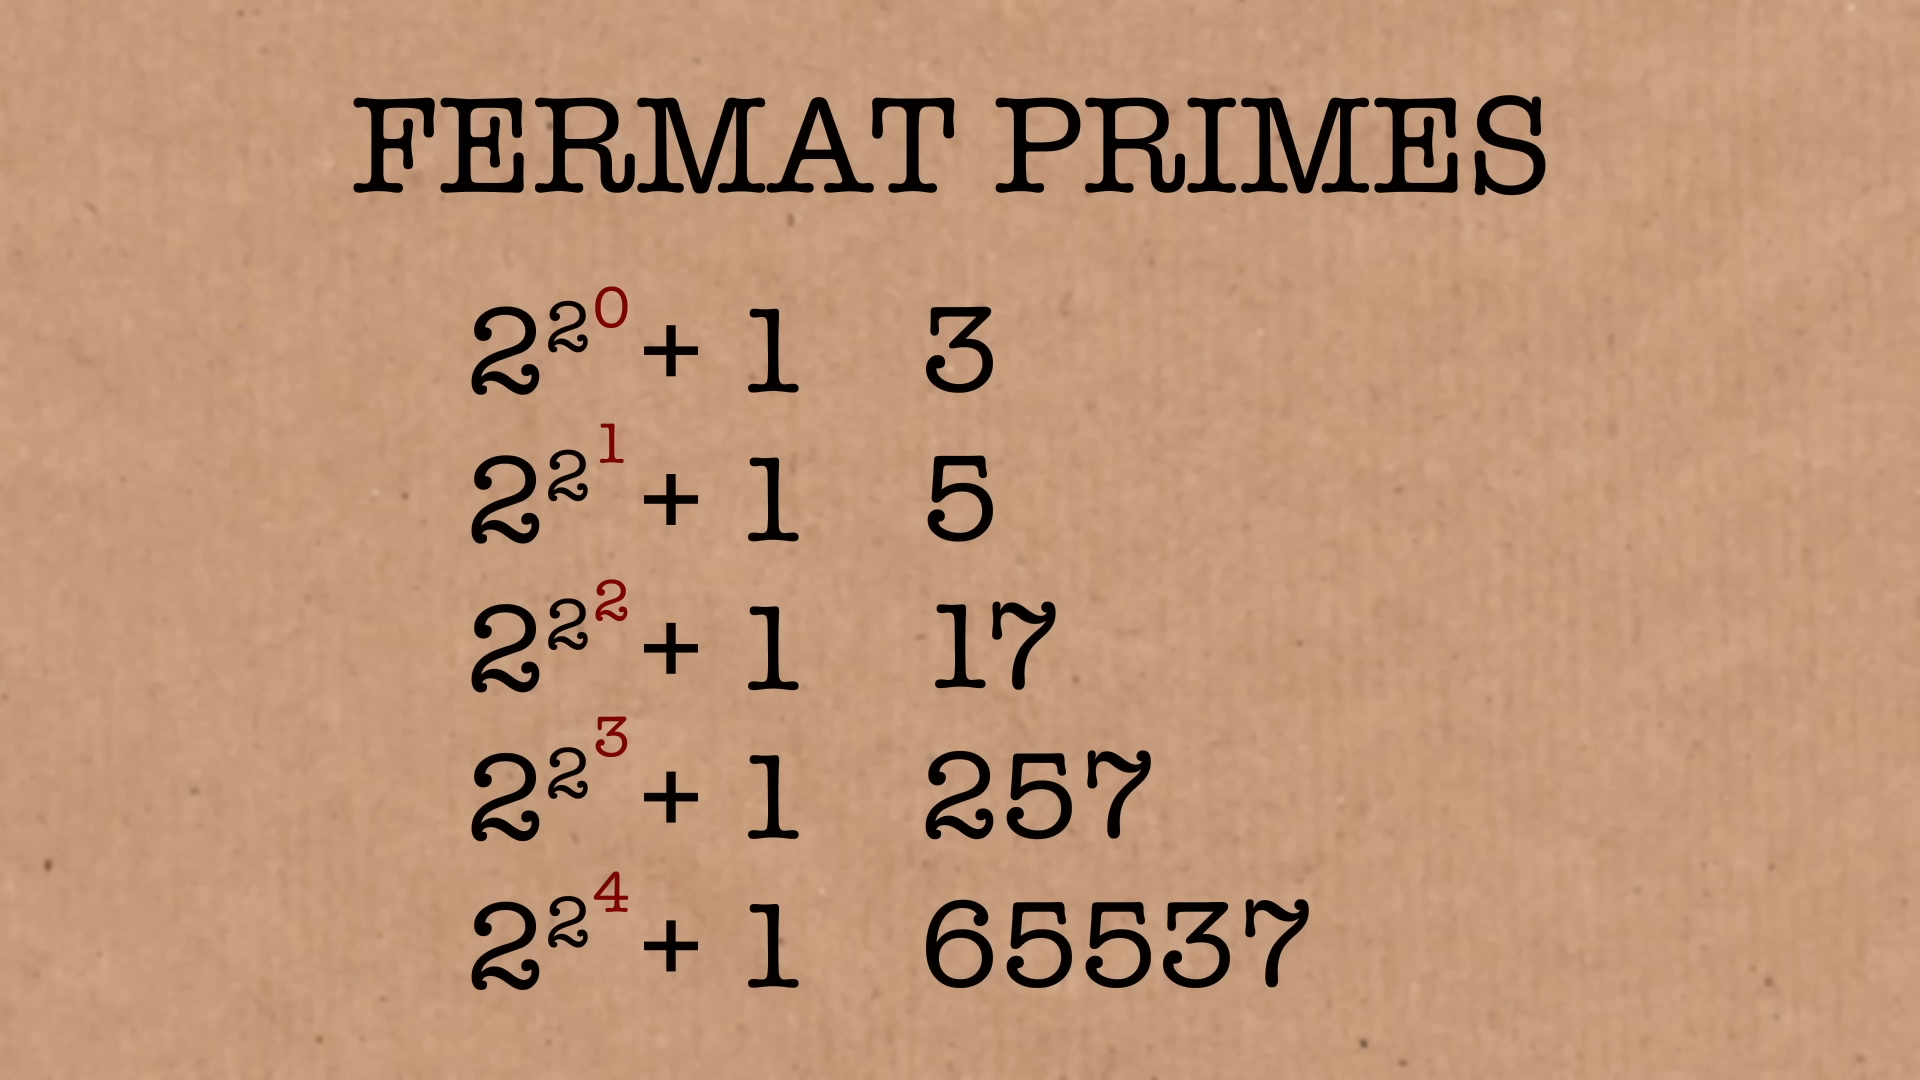 FERMAT PRIMES
2^2^0 + 1 3
2^2^1 + 1 5
2^2^2 + 1 17
2^2^3 + 1 257
2^2^4 + 1 65537